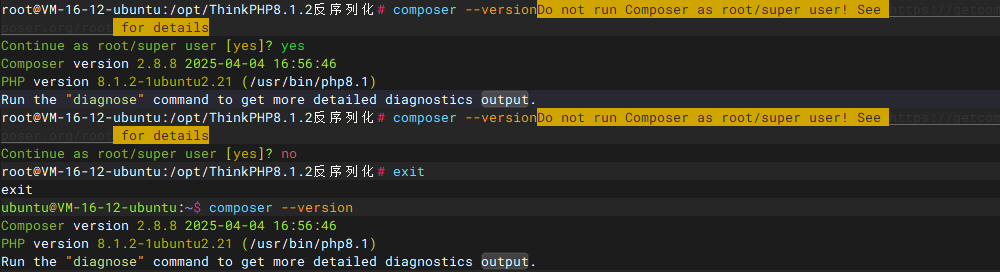 root@VM-16-12-ubuntu:/opt/ThinkPHP8.1.2反序列化# composer --versionDo not run Composer as root/super user! See https://getcom
poser.org/root for details
Continue as root/super user [yes]? yes
Composer version 2.8.8 2025-04-04 16:56:46
PHP version 8.1.2-1ubuntu2.21 (/usr/bin/php8.1)
Run the "diagnose" command to get more detailed diagnostics output.
root@VM-16-12-ubuntu:/opt/ThinkPHP8.1.2反序列化# composer --versionDo not run Composer as root/super user! See https://getcom
poser.org/root for details
Continue as root/super user [yes]? no
root@VM-16-12-ubuntu:/opt/ThinkPHP8.1.2反序列化# exit
exit
ubuntu@VM-16-12-ubuntu:~$ composer --version
Composer version 2.8.8 2025-04-04 16:56:46
PHP version 8.1.2-1ubuntu2.21 (/usr/bin/php8.1)
Run the "diagnose" command to get more detailed diagnostics output.